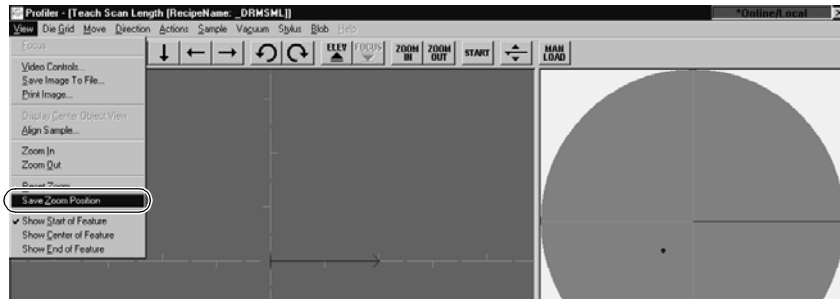 Profiler - [Teach Scan Length [RecipeName: _DRMSML]]
*Online/Local
View Die Grid Move Direction Actions Sample Vacuum Stylus Blob Help
ELEV FOCUS ZOOM IN ZOOM OUT START MAN LOAD
Focus
Video Controls...
Save Image To File...
Print Image...
Display Center Object View
Align Sample...
Zoom In
Zoom Out
Reset Zoom
Save Zoom Position
Show Start of Feature
Show Center of Feature
Show End of Feature